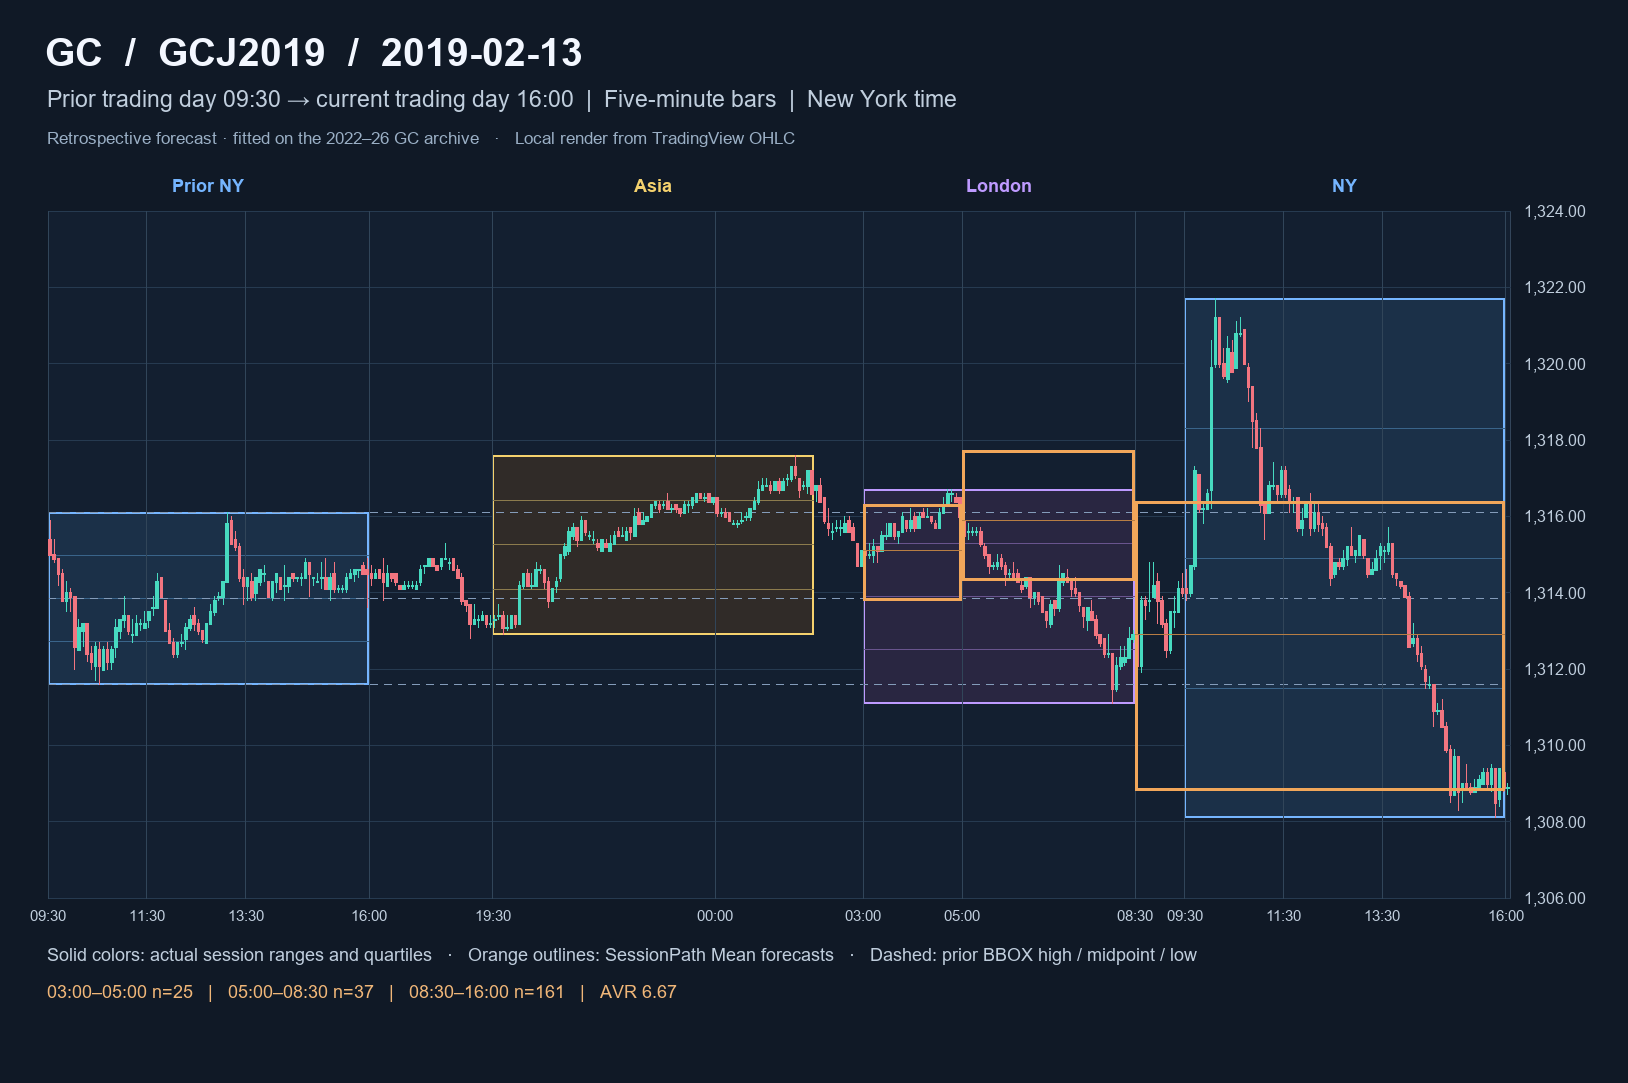 GC / GCJ2019 / 2019-02-13
Prior trading day 09:30 → current trading day 16:00 | Five-minute bars | New York time
Retrospective forecast · fitted on the 2022–26 GC archive · Local render from TradingView OHLC
Prior NY Asia London NY
1,324.00
1,322.00
1,320.00
1,318.00
1,316.00
1,314.00
1,312.00
1,310.00
1,308.00
1,306.00
09:30 11:30 13:30 16:00 19:30 00:00 03:00 05:00 08:30 09:30 11:30 13:30 16:00
Solid colors: actual session ranges and quartiles · Orange outlines: SessionPath Mean forecasts · Dashed: prior BBOX high / midpoint / low
03:00–05:00 n=25 | 05:00–08:30 n=37 | 08:30–16:00 n=161 | AVR 6.67